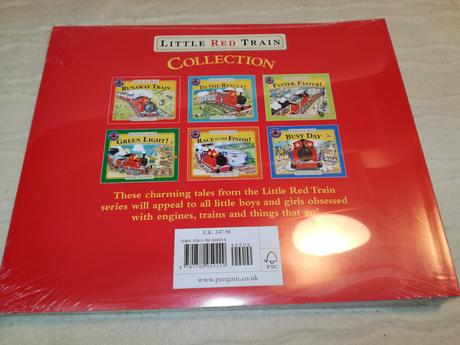 LITTLE RED TRAIN
COLLECTION
RUNAWAY TRAIN
TO THE RESCUE!
FASTER, FASTER!
GREEN LIGHT!
RACE TO THE FINISH!
BUSY DAY
These charming tales from the Little Red Train
series will appeal to all little boys and girls obsessed
with engines, trains and things that go!
U.K. £47.94
00000
www.penguin.co.uk
FSC